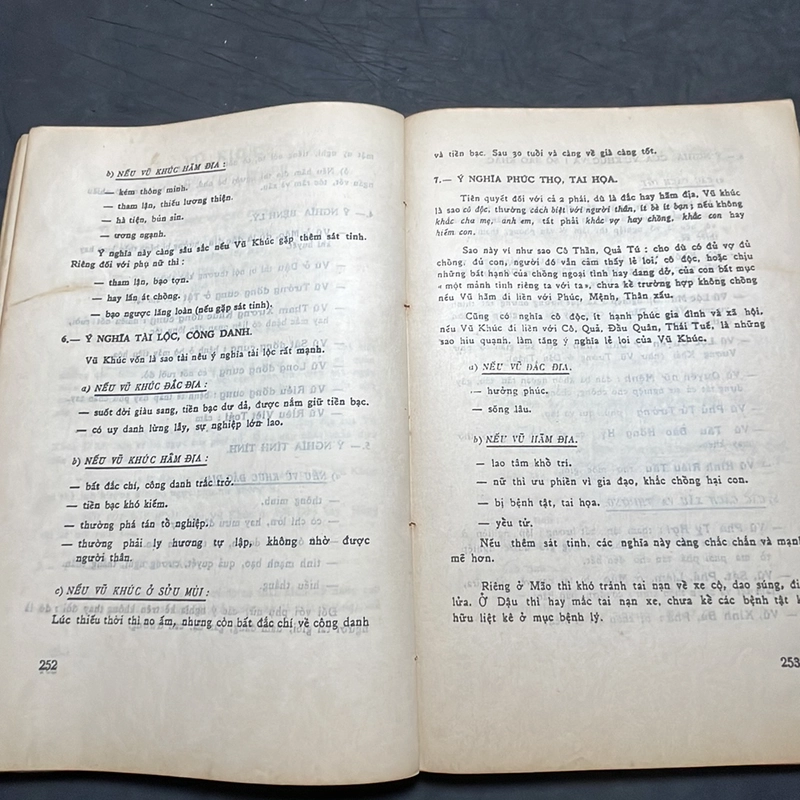 b) NẾU VŨ KHÚC HÃM ĐỊA :
— kém thông minh.
— tham lận, thiếu lương thiện.
— hà tiện, bủn sỉn.
— ương ngạnh.
Ý nghĩa này càng sâu sắc nếu Vũ Khúc gặp thêm sát tinh.
Riêng đối với phụ nữ thì :
— tham lận, bạo tợn.
— hay lấn át chồng.
— bạo ngược lăng loàn (nếu gặp sát tinh).
6.— Ý NGHĨA TÀI LỘC, CÔNG DANH.
Vũ Khúc vốn là sao tài nên ý nghĩa tài lộc rất mạnh.
a) NẾU VŨ KHÚC ĐẮC ĐỊA :
— suốt đời giàu sang, tiền bạc dư dả, được nắm giữ tiền bạc.
— có uy danh lừng lẫy, sự nghiệp lớn lao.
b) NẾU VŨ KHÚC HÃM ĐỊA :
— bất đắc chí, công danh trắc trở.
— tiền bạc khó kiếm.
— thường phá tán tổ nghiệp.
— thường phải ly hương tự lập, không nhờ được
người thân.
c) NẾU VŨ KHÚC Ở SỬU MÙI :
Lúc thiếu thời thì no ấm, nhưng còn bất đắc chí về công danh
252
và tiền bạc. Sau 30 tuổi và càng về già càng tốt.
7.— Ý NGHĨA PHÚC THỌ, TAI HỌA.
Tiên quyết đối với cả 2 phái, dù là đắc hay hãm địa, Vũ khúc
là sao cô độc, thường cách biệt với người thân, ít bè ít bạn ; nếu không
khắc cha mẹ, anh em, tất phải khắc vợ hay chồng, khắc con hay
hiếm con.
Sao này ví như sao Cô Thần, Quả Tú : cho dù có đủ vợ đủ
chồng, đủ con, người đó vẫn cảm thấy lẻ loi, cô độc, hoặc chịu
những bất hạnh của chồng ngoại tình hay dang dở, của con bất mục
« một mảnh tình riêng ta với ta», chưa kể trường hợp không chồng
nếu Vũ hãm đi liền với Phúc, Mệnh, Thân xấu.
Cũng có nghĩa cô độc, ít hạnh phúc gia đình và xã hội,
nếu Vũ Khúc đi liền với Cô, Quả, Đẩu Quân, Thái Tuế, là những
sao hiu quạnh, làm tăng ý nghĩa lẻ loi của Vũ Khúc.
a) NẾU VŨ ĐẮC ĐỊA.
— hưởng phúc.
— sống lâu.
b) NẾU VŨ HÃM ĐỊA.
— lao tâm khổ trí.
— nữ thì ưu phiền vì gia đạo, khắc chồng hại con.
— bị bệnh tật, tai họa.
— yểu tử.
Nếu thêm sát tinh, các nghĩa này càng chắc chắn và mạnh
mẽ hơn.
Riêng ở Mão thì khó tránh tai nạn về xe cộ, dao súng, đi
lửa. Ở Dậu thì hay mắc tai nạn xe, chưa kể các bệnh tật k
hữu liệt kê ở mục bệnh lý.
253